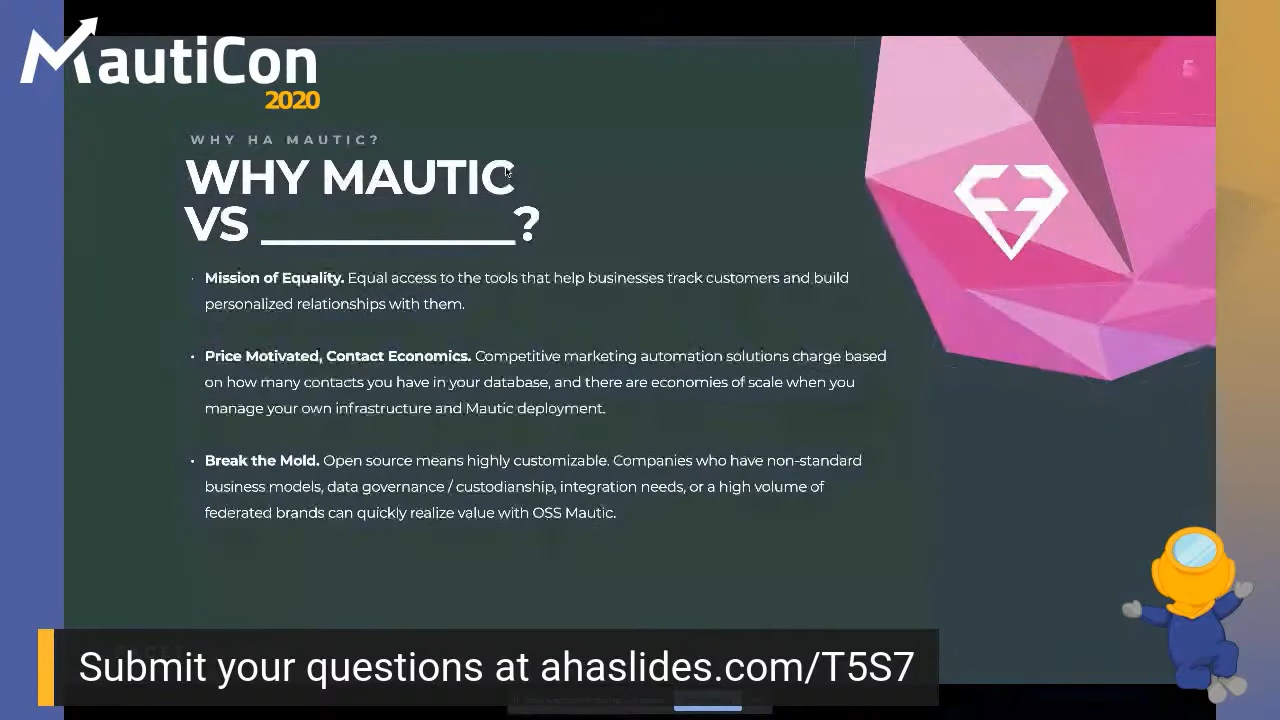 MautiCon
2020
WHY HA MAUTIC?
WHY MAUTIC
VS ___________?
· Mission of Equality. Equal access to the tools that help businesses track customers and build
personalized relationships with them.
· Price Motivated, Contact Economics. Competitive marketing automation solutions charge based
on how many contacts you have in your database, and there are economies of scale when you
manage your own infrastructure and Mautic deployment.
· Break the Mold. Open source means highly customizable. Companies who have non-standard
business models, data governance / custodianship, integration needs, or a high volume of
federated brands can quickly realize value with OSS Mautic.
Submit your questions at ahaslides.com/T5S7